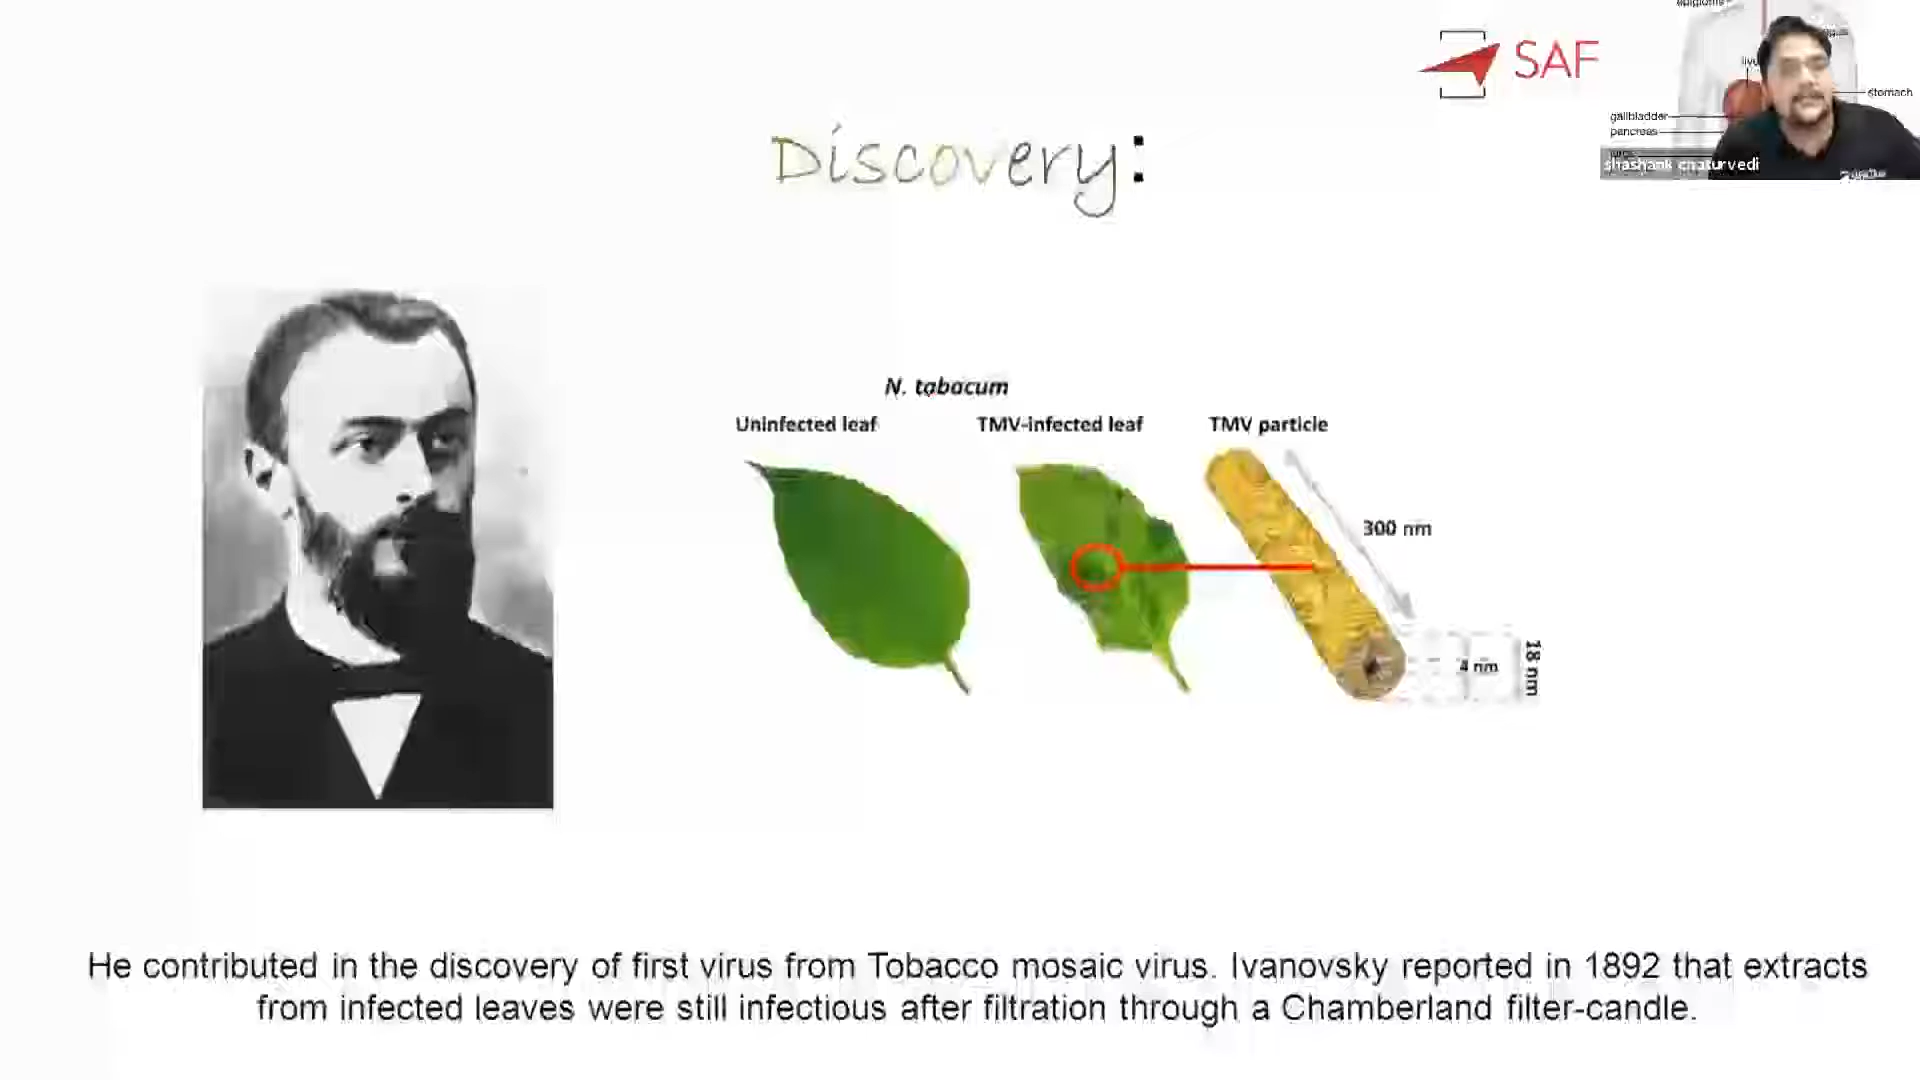 SAF
stomach
gallbladder
pancreas
shashank chaturvedi
Discovery:
N. tabacum
Uninfected leaf
TMV-infected leaf
TMV particle
300 nm
4 nm
18 nm
He contributed in the discovery of first virus from Tobacco mosaic virus. Ivanovsky reported in 1892 that extracts
from infected leaves were still infectious after filtration through a Chamberland filter-candle.